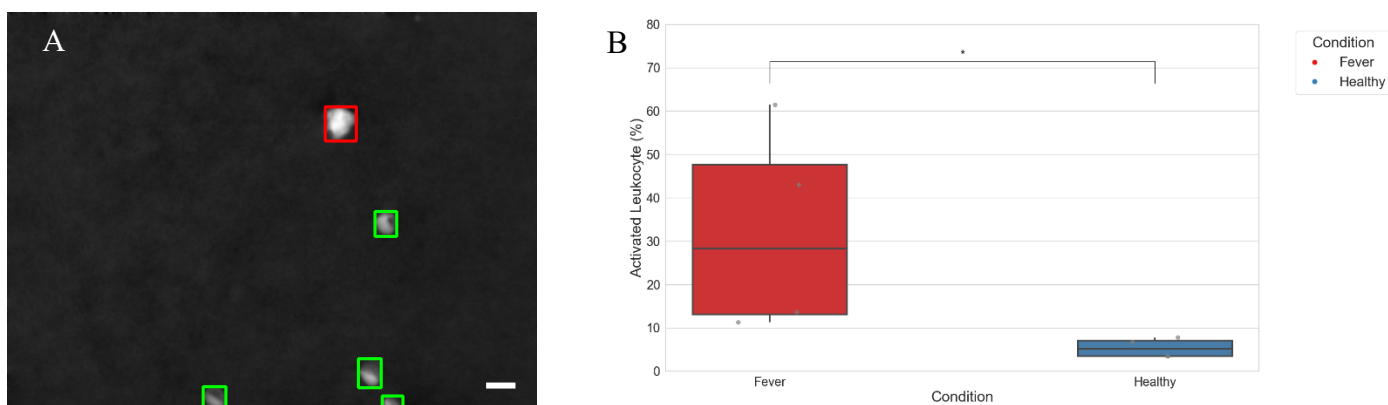 A
B
80
70
60
50
40
30
20
10
0
Activated Leukocyte (%)
*
Fever
Healthy
Condition
Condition
Fever
Healthy